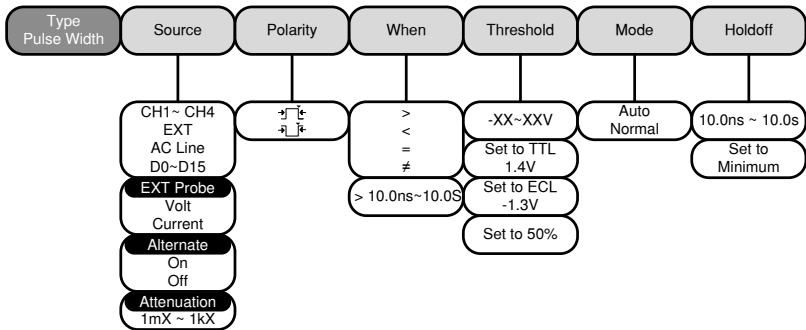 Type
Pulse Width
Source
Polarity
When
Threshold
Mode
Holdoff
CH1~ CH4
EXT
AC Line
D0~D15
EXT Probe
Volt
Current
Alternate
On
Off
Attenuation
1mX ~ 1kX
>
<
=
≠
> 10.0ns~10.0S
-XX~XXV
Set to TTL
1.4V
Set to ECL
-1.3V
Set to 50%
Auto
Normal
10.0ns ~ 10.0s
Set to
Minimum